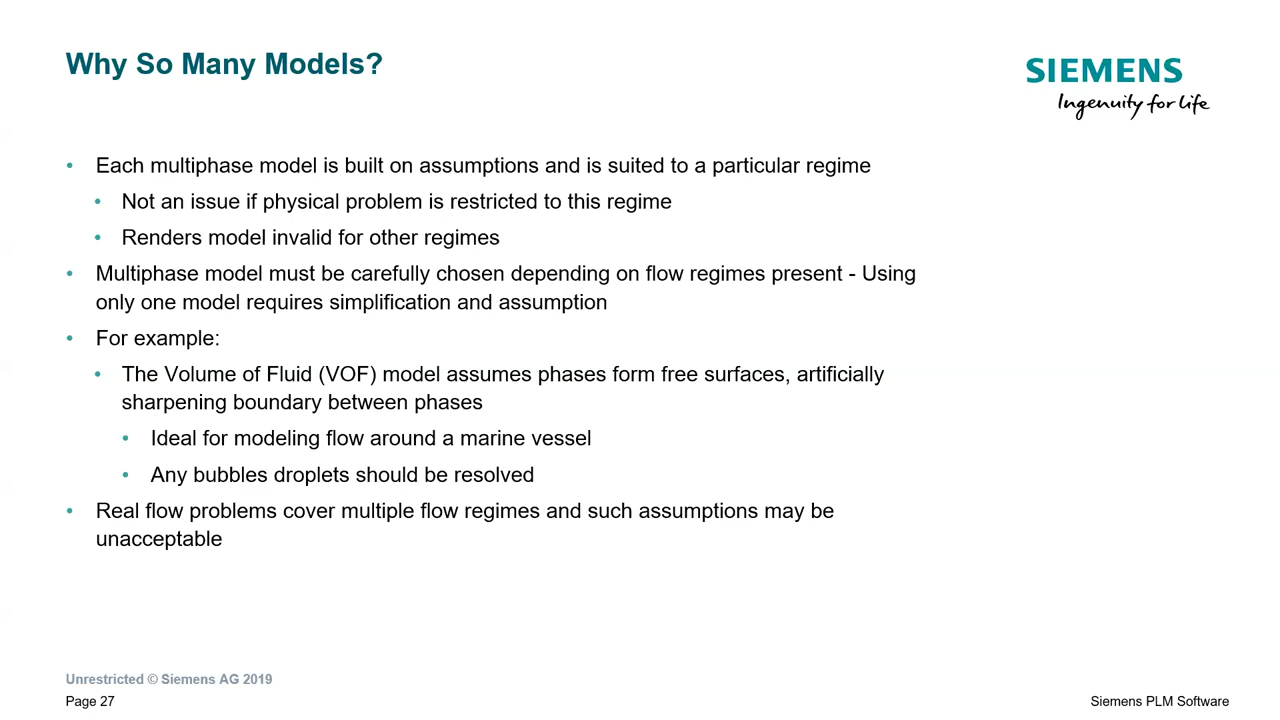 Why So Many Models?
SIEMENS
Ingenuity for life
• Each multiphase model is built on assumptions and is suited to a particular regime
• Not an issue if physical problem is restricted to this regime
• Renders model invalid for other regimes
• Multiphase model must be carefully chosen depending on flow regimes present - Using
only one model requires simplification and assumption
• For example:
• The Volume of Fluid (VOF) model assumes phases form free surfaces, artificially
sharpening boundary between phases
• Ideal for modeling flow around a marine vessel
• Any bubbles droplets should be resolved
• Real flow problems cover multiple flow regimes and such assumptions may be
unacceptable
Unrestricted © Siemens AG 2019
Page 27
Siemens PLM Software